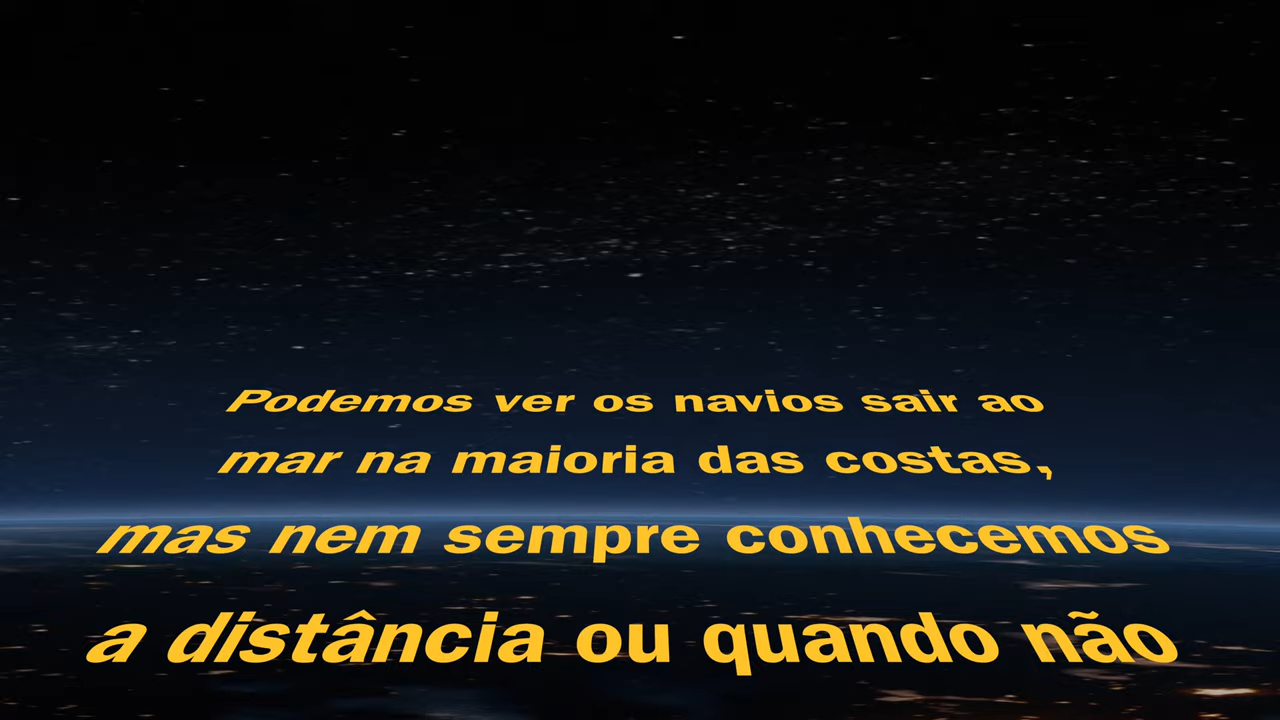 Podemos ver os navios sair ao
mar na maioria das costas,
mas nem sempre conhecemos
a distância ou quando não